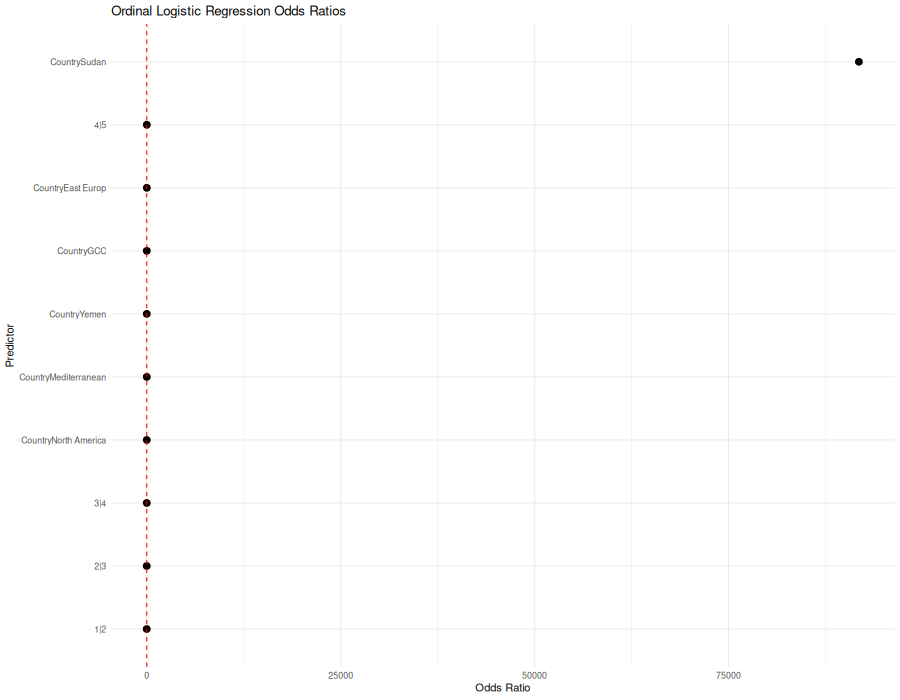 Ordinal Logistic Regression Odds Ratios
Predictor
CountrySudan
4|5
CountryEast Europ
CountryGCC
CountryYemen
CountryMediterranean
CountryNorth America
3|4
2|3
1|2
0 25000 50000 75000
Odds Ratio